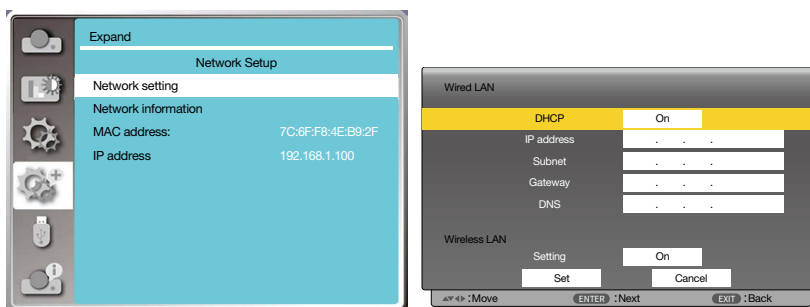 Expand
Network Setup
Network setting
Network information
MAC address: 7C:6F:F8:4E:B9:2F
IP address 192.168.1.100
Wired LAN
DHCP On
IP address . . .
Subnet . . .
Gateway . . .
DNS . . .
Wireless LAN
Setting On
Set Cancel
▲▼◀▶ :Move ENTER :Next EXIT :Back